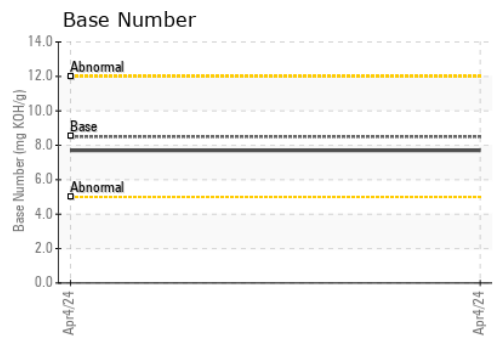 Base Number
Base Number (mg KOH/g)
14.0
12.0
10.0
8.0
6.0
4.0
2.0
0.0
Abnormal
Base
Abnormal
Apr4/24
Apr4/24